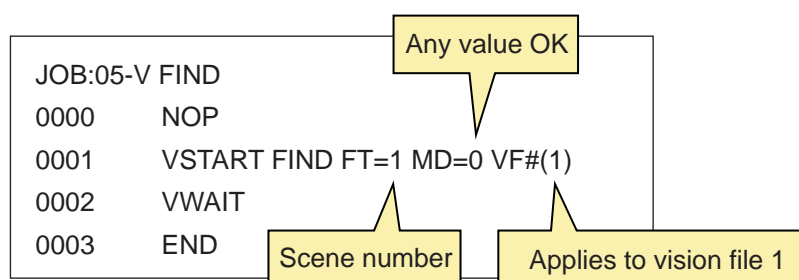 Any value OK
JOB:05-V FIND
0000 NOP
0001 VSTART FIND FT=1 MD=0 VF#(1)
0002 VWAIT
0003 END
Scene number
Applies to vision file 1